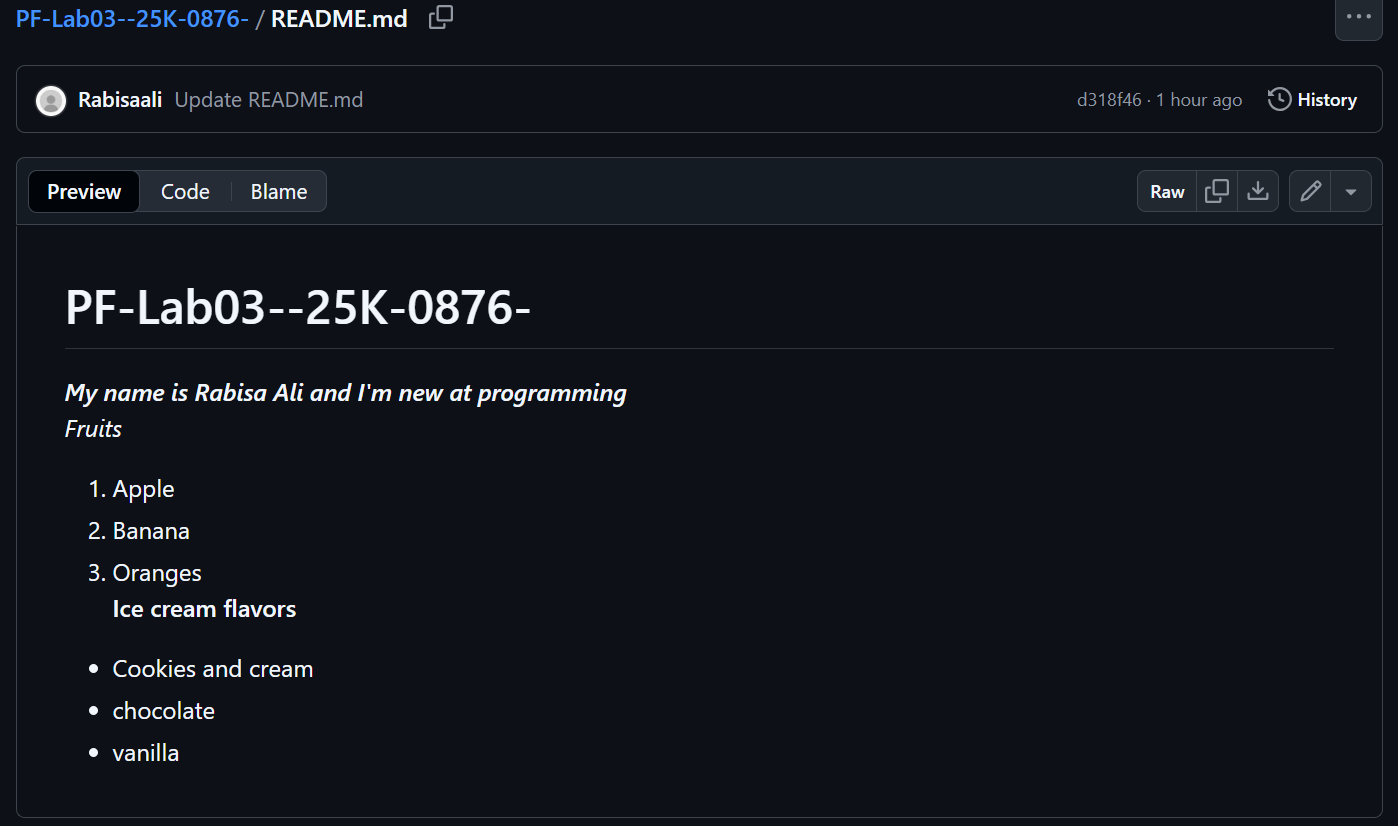 PF-Lab03--25K-0876- / README.md
Rabisaali Update README.md d318f46 · 1 hour ago History
Preview Code Blame Raw
PF-Lab03--25K-0876-
My name is Rabisa Ali and I'm new at programming
Fruits
1. Apple
2. Banana
3. Oranges
Ice cream flavors
• Cookies and cream
• chocolate
• vanilla